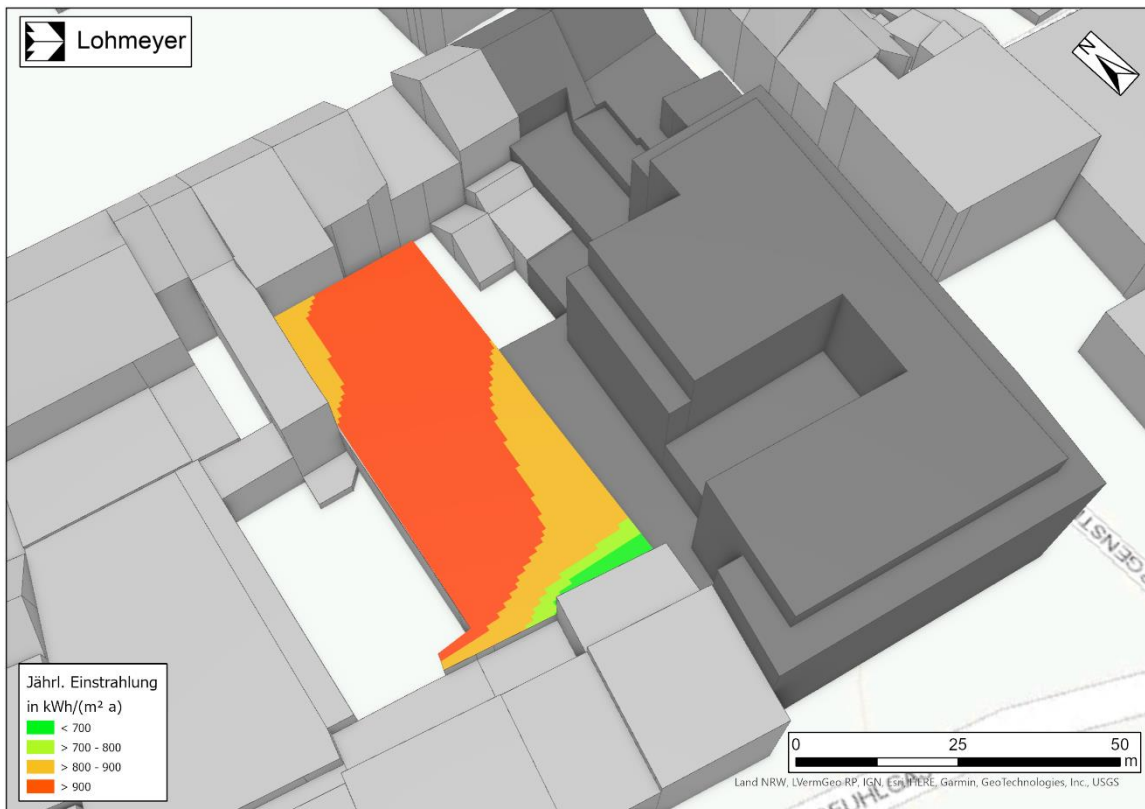 Lohmeyer
N
Jährl. Einstrahlung
in kWh/(m² a)
< 700
> 700 - 800
> 800 - 900
> 900
0 25 50
m
Land NRW, LVermGeo RP, IGN, Esri, HERE, Garmin, GeoTechnologies, Inc., USGS